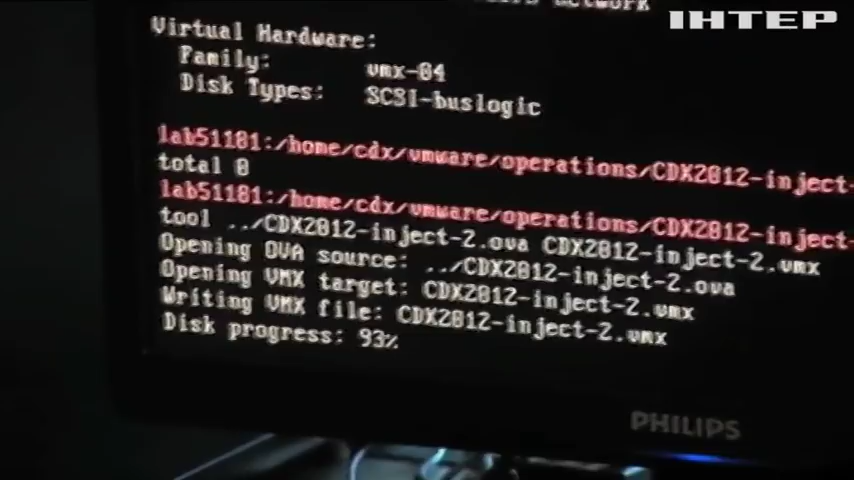 network
ІНТЕР
Virtual Hardware:
Family: vmx-04
Disk Types: SCSI-buslogic
lab51101:/home/cdx/vmware/operations/CDX2012-inject-
total 0
lab51101:/home/cdx/vmware/operations/CDX2012-inject-
tool ../CDX2012-inject-2.ova CDX2012-inject-2.vmx
Opening OVA source: ../CDX2012-inject-2.ova
Opening VMX target: CDX2012-inject-2.vmx
Writing VMX file: CDX2012-inject-2.vmx
Disk progress: 93%
PHILIPS